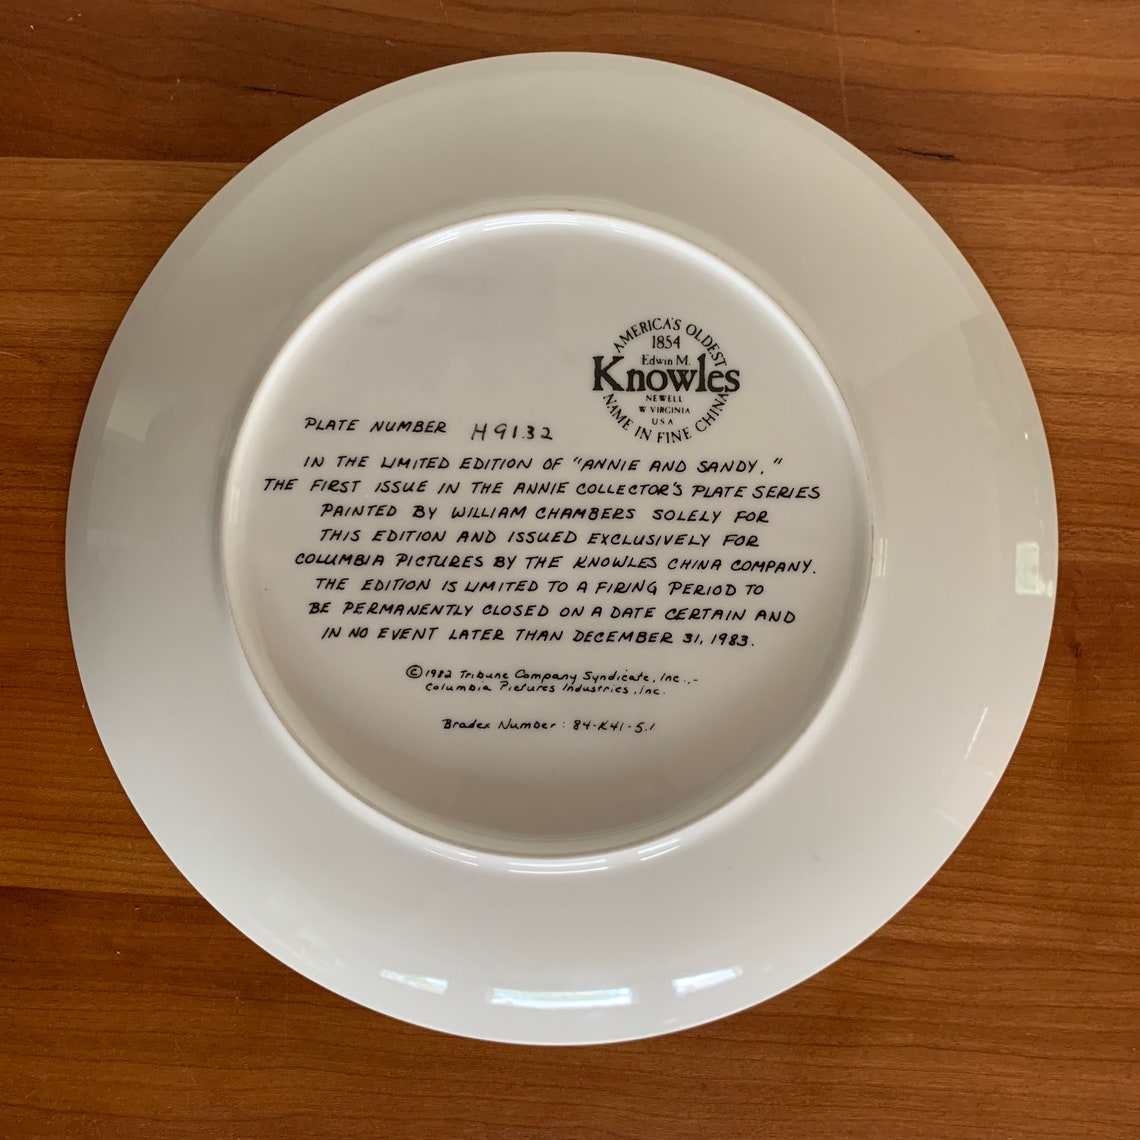 AMERICA'S OLDEST
1854
Edwin M.
Knowles
NEWELL
W VIRGINIA
USA
NAME IN FINE CHINA
PLATE NUMBER H9132
IN THE LIMITED EDITION OF "ANNIE AND SANDY,"
THE FIRST ISSUE IN THE ANNIE COLLECTOR'S PLATE SERIES
PAINTED BY WILLIAM CHAMBERS SOLELY FOR
THIS EDITION AND ISSUED EXCLUSIVELY FOR
COLUMBIA PICTURES BY THE KNOWLES CHINA COMPANY.
THE EDITION IS LIMITED TO A FIRING PERIOD TO
BE PERMANENTLY CLOSED ON A DATE CERTAIN AND
IN NO EVENT LATER THAN DECEMBER 31, 1983.
©1982 Tribune Company Syndicate, Inc.,-
Columbia Pictures Industries, Inc.
Bradex Number: 84-K41-5.1